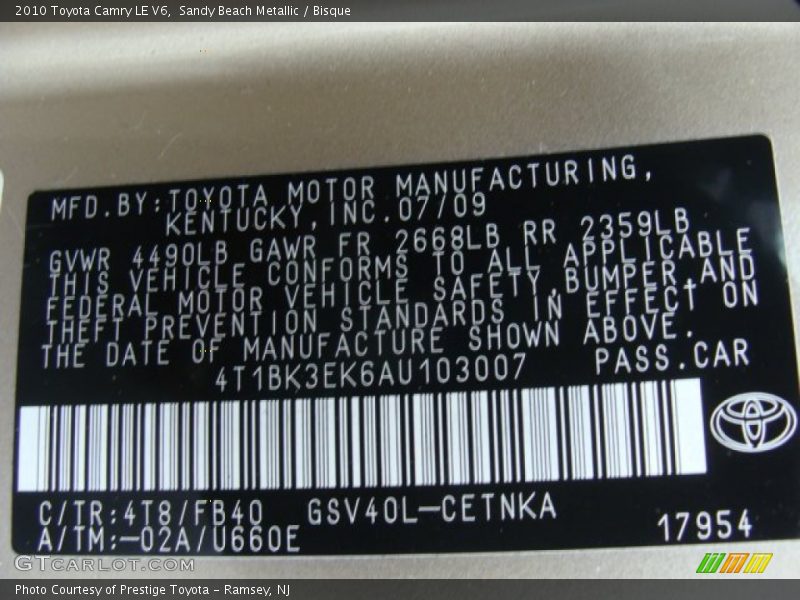 2010 Toyota Camry LE V6, Sandy Beach Metallic / Bisque
MFD.BY:TOYOTA MOTOR MANUFACTURING,
KENTUCKY,INC.07/09
GVWR 4490LB GAWR FR 2668LB RR 2359LB
THIS VEHICLE CONFORMS TO ALL APPLICABLE
FEDERAL MOTOR VEHICLE SAFETY,BUMPER,AND
THEFT PREVENTION STANDARDS IN EFFECT ON
THE DATE OF MANUFACTURE SHOWN ABOVE.
4T1BK3EK6AU103007 PASS.CAR
C/TR:4T8/FB40 GSV40L-CETNKA
A/TM:-02A/U660E 17954
GTCARLOT.COM
Photo Courtesy of Prestige Toyota - Ramsey, NJ